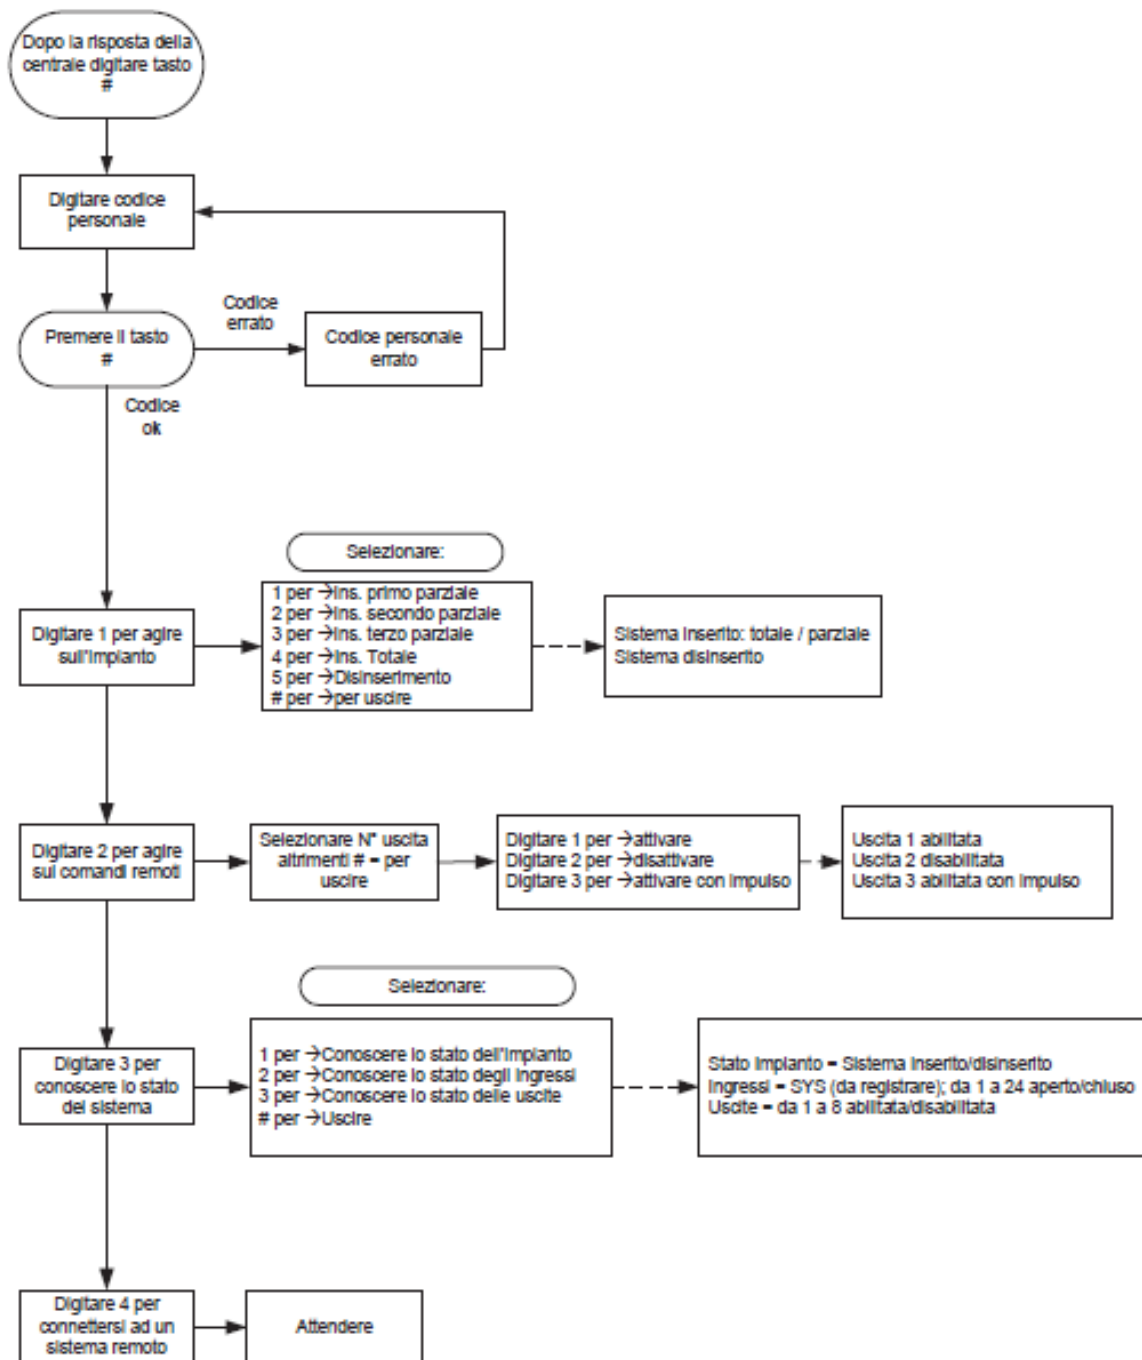 Dopo la risposta della
centrale digitare tasto
#
Digitare codice
personale
Premere il tasto
#
Codice
errato
Codice personale
errato
Codice
ok
Selezionare:
Digitare 1 per agire
sull'impianto
1 per →Ins. primo parziale
2 per →Ins. secondo parziale
3 per →Ins. terzo parziale
4 per →Ins. Totale
5 per →Disinserimento
# per →per uscire
Sistema inserito: totale / parziale
Sistema disinserito
Digitare 2 per agire
sui comandi remoti
Selezionare N° uscita
altrimenti # = per
uscire
Digitare 1 per →attivare
Digitare 2 per →disattivare
Digitare 3 per →attivare con impulso
Uscita 1 abilitata
Uscita 2 disabilitata
Uscita 3 abilitata con impulso
Selezionare:
Digitare 3 per
conoscere lo stato
del sistema
1 per →Conoscere lo stato dell'impianto
2 per →Conoscere lo stato degli ingressi
3 per →Conoscere lo stato delle uscite
# per →Uscire
Stato impianto = Sistema inserito/disinserito
Ingressi = SYS (da registrare); da 1 a 24 aperto/chiuso
Uscite = da 1 a 8 abilitata/disabilitata
Digitare 4 per
connettersi ad un
sistema remoto
Attendere